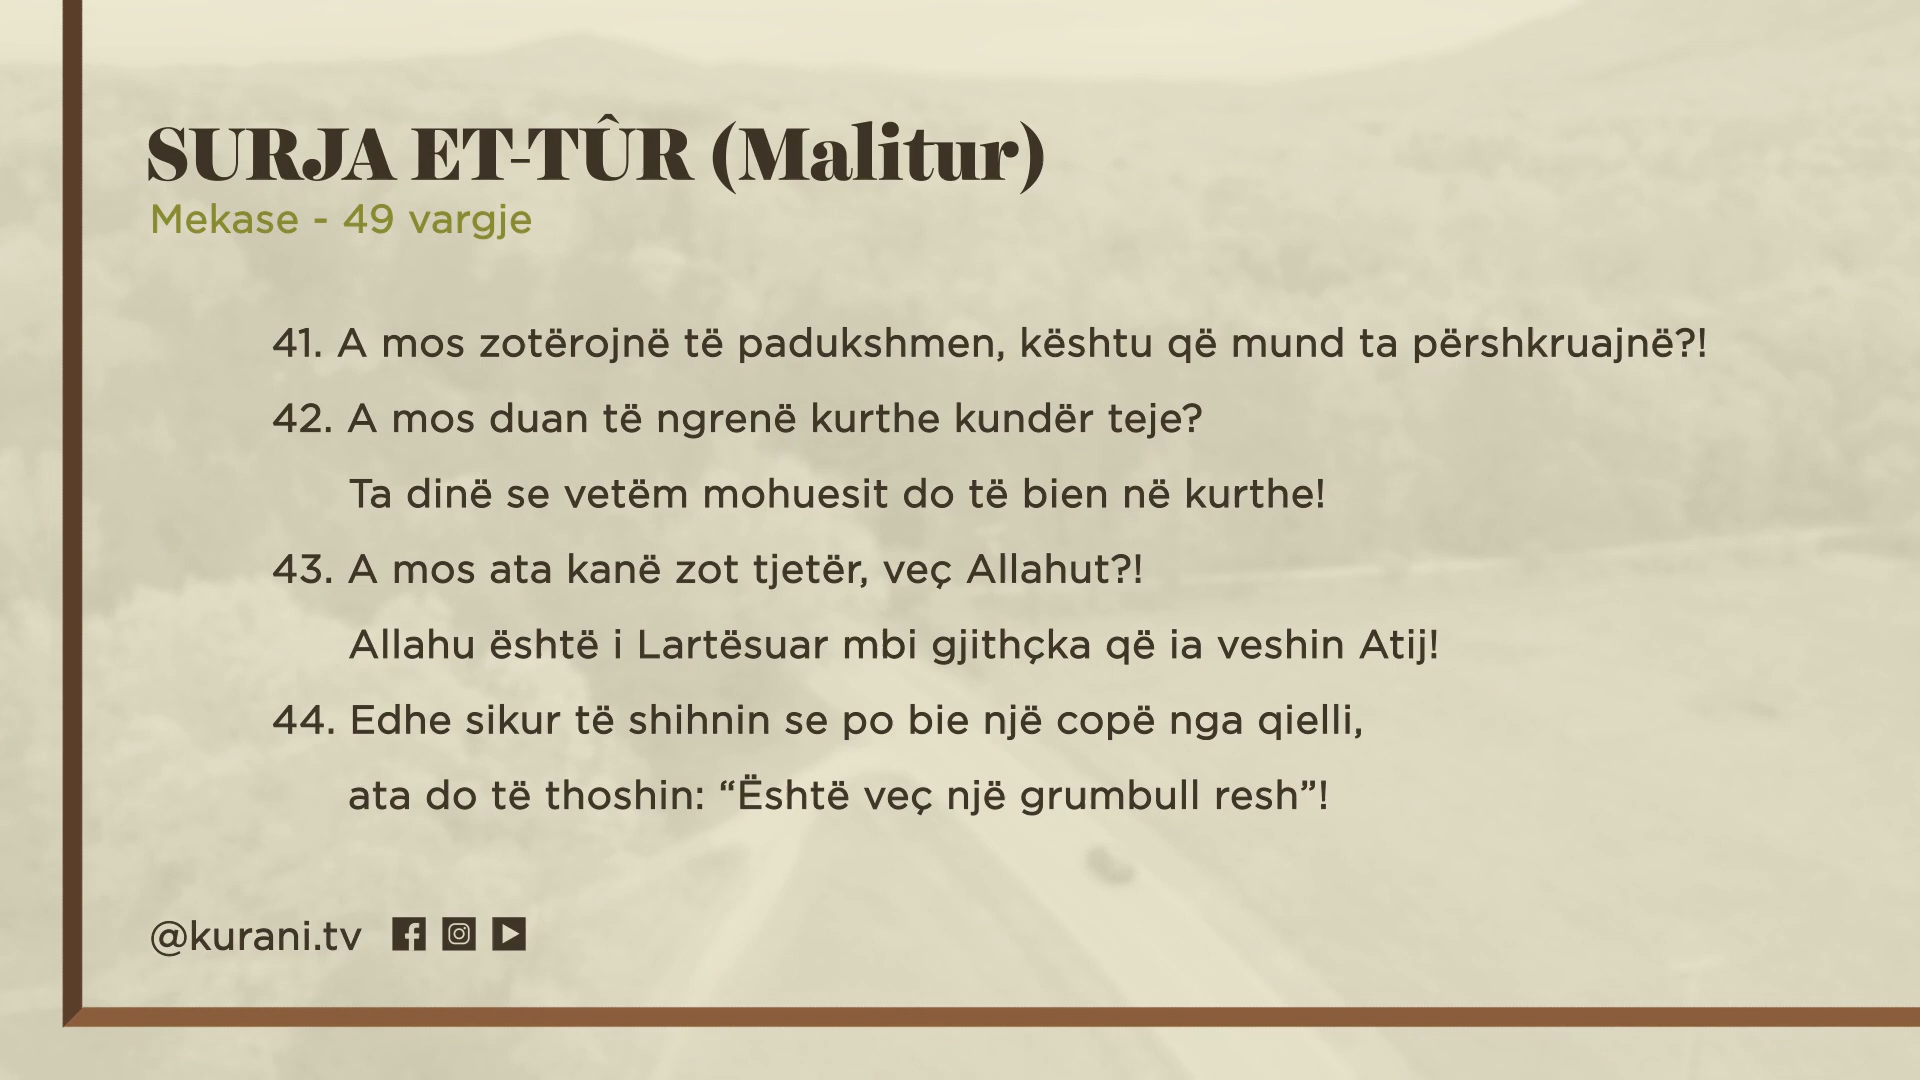 SURJA ET-TÛR (Malitur)
Mekase - 49 vargje
41. A mos zotërojnë të padukshmen, kështu që mund ta përshkruajnë?!
42. A mos duan të ngrenë kurthe kundër teje?
Ta dinë se vetëm mohuesit do të bien në kurthe!
43. A mos ata kanë zot tjetër, veç Allahut?!
Allahu është i Lartësuar mbi gjithçka që ia veshin Atij!
44. Edhe sikur të shihnin se po bie një copë nga qielli,
ata do të thoshin: “Është veç një grumbull resh”!
@kurani.tv